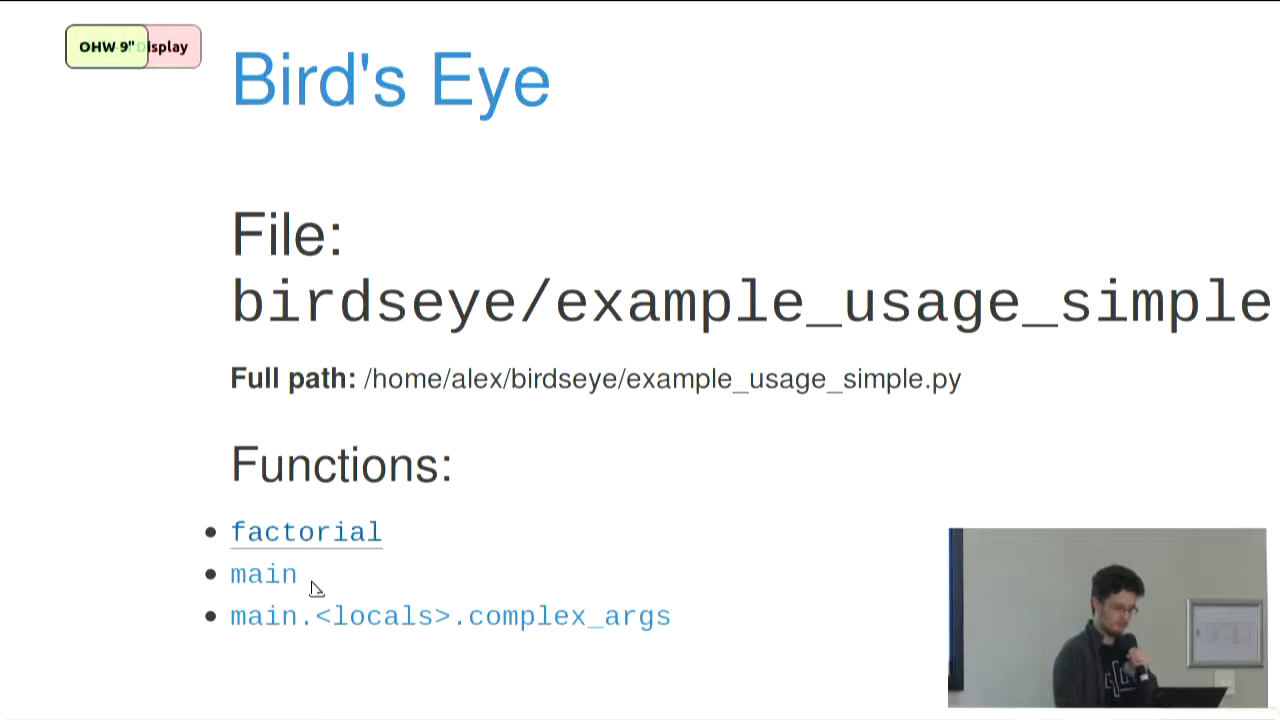 OHW 9" Display
Bird's Eye
File:
birdseye/example_usage_simple
Full path: /home/alex/birdseye/example_usage_simple.py
Functions:
factorial
main
main.<locals>.complex_args